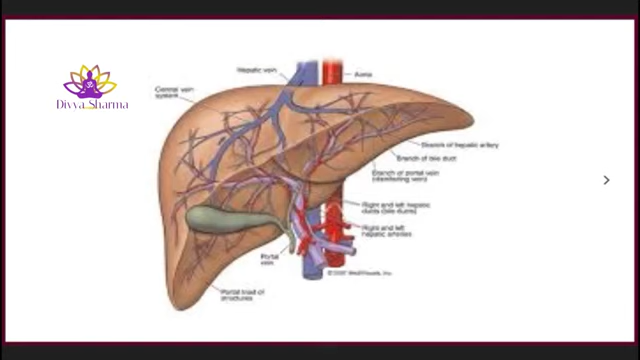 Hepatic vein
Aorta
Central vein
system
Divya Sharma
Branch of hepatic artery
Branch of bile duct
Branch of portal vein
(distributing vein)
Right and left hepatic
ducts (bile ducts)
Right and left
hepatic arteries
Portal
vein
Portal triad of
structures